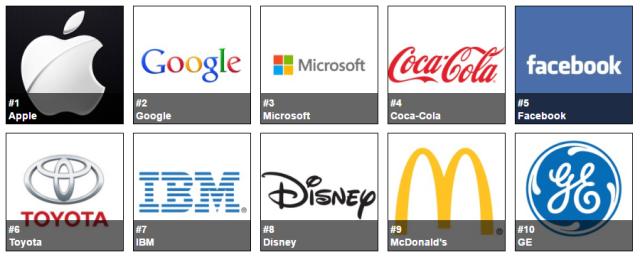 Google
Microsoft
Coca-Cola
facebook
#1
Apple
#2
Google
#3
Microsoft
#4
Coca-Cola
#5
Facebook
TOYOTA
IBM®
Disney
GE
#6
Toyota
#7
IBM
#8
Disney
#9
McDonald's
#10
GE